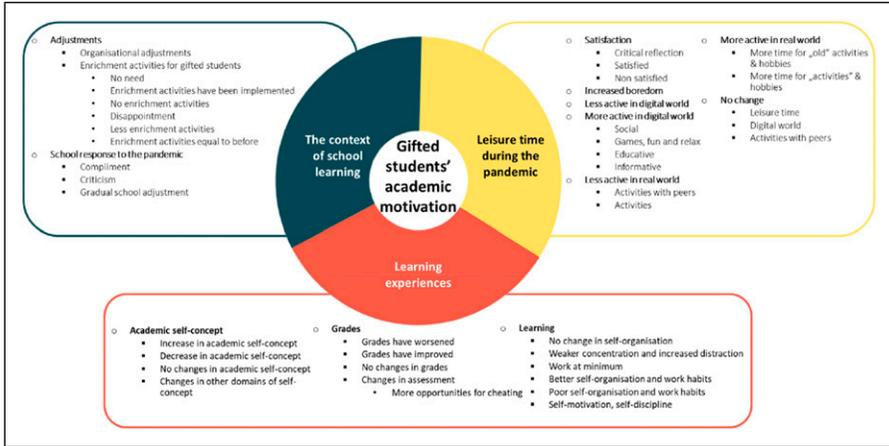 Adjustments
Organisational adjustments
Enrichment activities for gifted students
No need
Enrichment activities have been implemented
No enrichment activities
Disappointment
Less enrichment activities
Enrichment activities equal to before
School response to the pandemic
Compliment
Criticism
Gradual school adjustment
The context
of school
learning
Gifted
students’
academic
motivation
Leisure time
during the
pandemic
Learning
experiences
Satisfaction
Critical reflection
Satisfied
Non satisfied
Increased boredom
Less active in digital world
More active in digital world
Social
Games, fun and relax
Educative
Informative
Less active in real world
Activities with peers
Activities
More active in real world
More time for „old” activities
& hobbies
More time for „activities” &
hobbies
No change
Leisure time
Digital world
Activities with peers
Academic self-concept
Increase in academic self-concept
Decrease in academic self-concept
No changes in academic self-concept
Changes in other domains of self-
concept
Grades
Grades have worsened
Grades have improved
No changes in grades
Changes in assessment
More opportunities for cheating
Learning
No change in self-organisation
Weaker concentration and increased distraction
Work at minimum
Better self-organisation and work habits
Poor self-organisation and work habits
Self-motivation, self-discipline